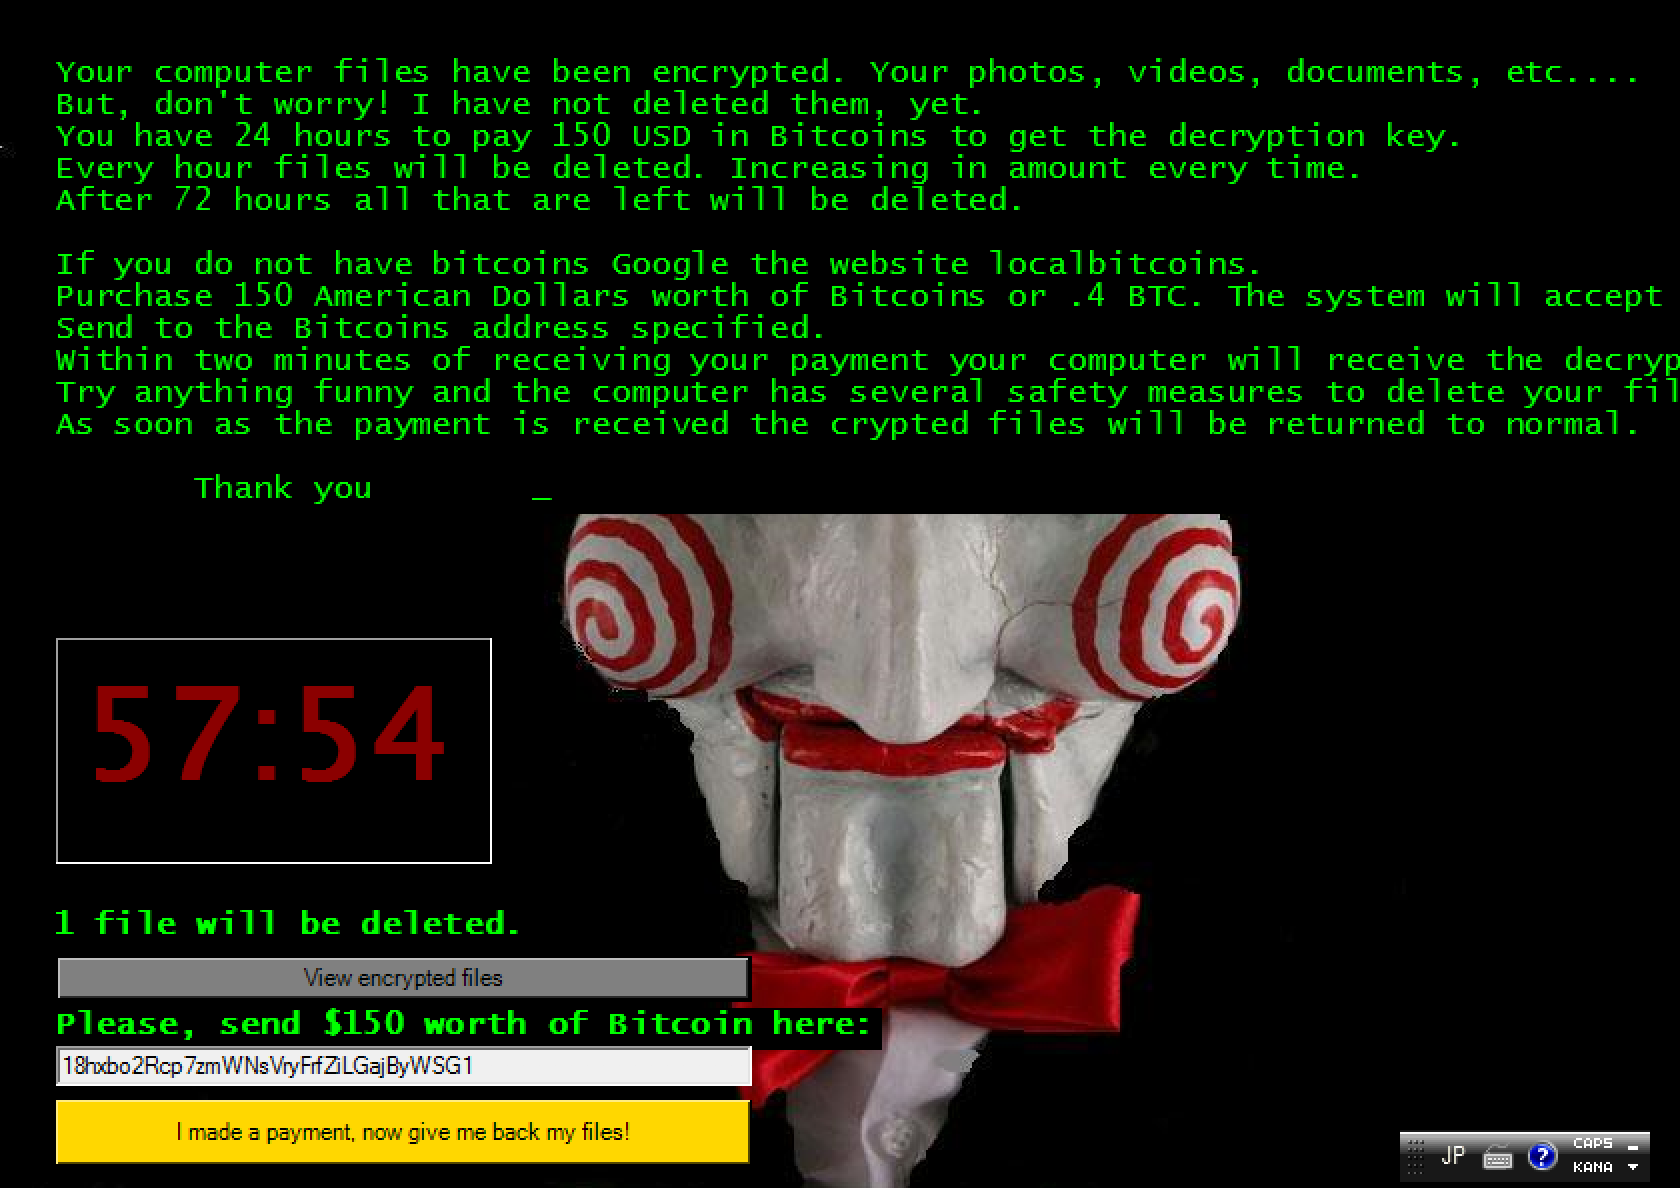 Your computer files have been encrypted. Your photos, videos, documents, etc....
But, don't worry! I have not deleted them, yet.
You have 24 hours to pay 150 USD in Bitcoins to get the decryption key.
Every hour files will be deleted. Increasing in amount every time.
After 72 hours all that are left will be deleted.
If you do not have bitcoins Google the website localbitcoins.
Purchase 150 American Dollars worth of Bitcoins or .4 BTC. The system will accept
Send to the Bitcoins address specified.
Within two minutes of receiving your payment your computer will receive the decryp
Try anything funny and the computer has several safety measures to delete your fil
As soon as the payment is received the crypted files will be returned to normal.
Thank you _
57:54
1 file will be deleted.
View encrypted files
Please, send $150 worth of Bitcoin here:
18hxbo2Rcp7zmWNsVryFrfZiLGajByWSG1
I made a payment, now give me back my files!
JP ? CAPS
KANA